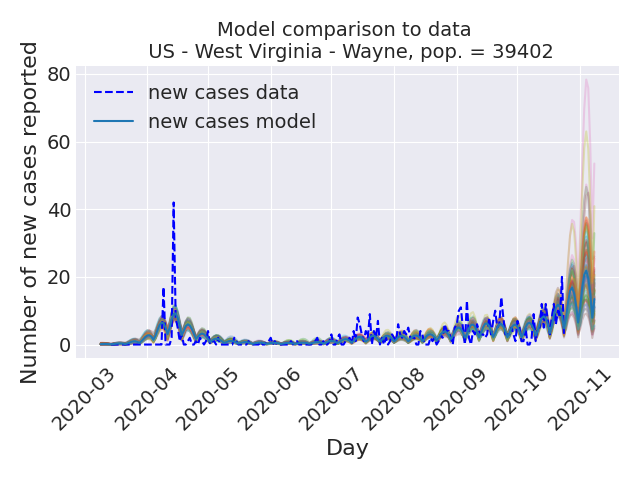 Model comparison to data
US - West Virginia - Wayne, pop. = 39402
Number of new cases reported
80
60
40
20
0
new cases data
new cases model
2020-03
2020-04
2020-05
2020-06
2020-07
2020-08
2020-09
2020-10
2020-11
Day